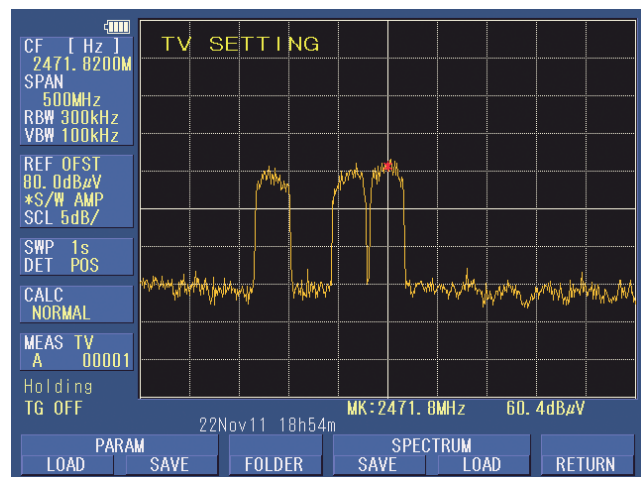 CF [ Hz ]
2471.8200M
SPAN
500MHz
RBW 300kHz
VBW 100kHz
REF OFST
80.0dBμV
*S/W AMP
SCL 5dB/
SWP 1s
DET POS
CALC
NORMAL
MEAS TV
A 00001
Holding
TG OFF
TV SETTING
MK:2471.8MHz 60.4dBμV
22Nov11 18h54m
PARAM SPECTRUM
LOAD SAVE FOLDER SAVE LOAD RETURN